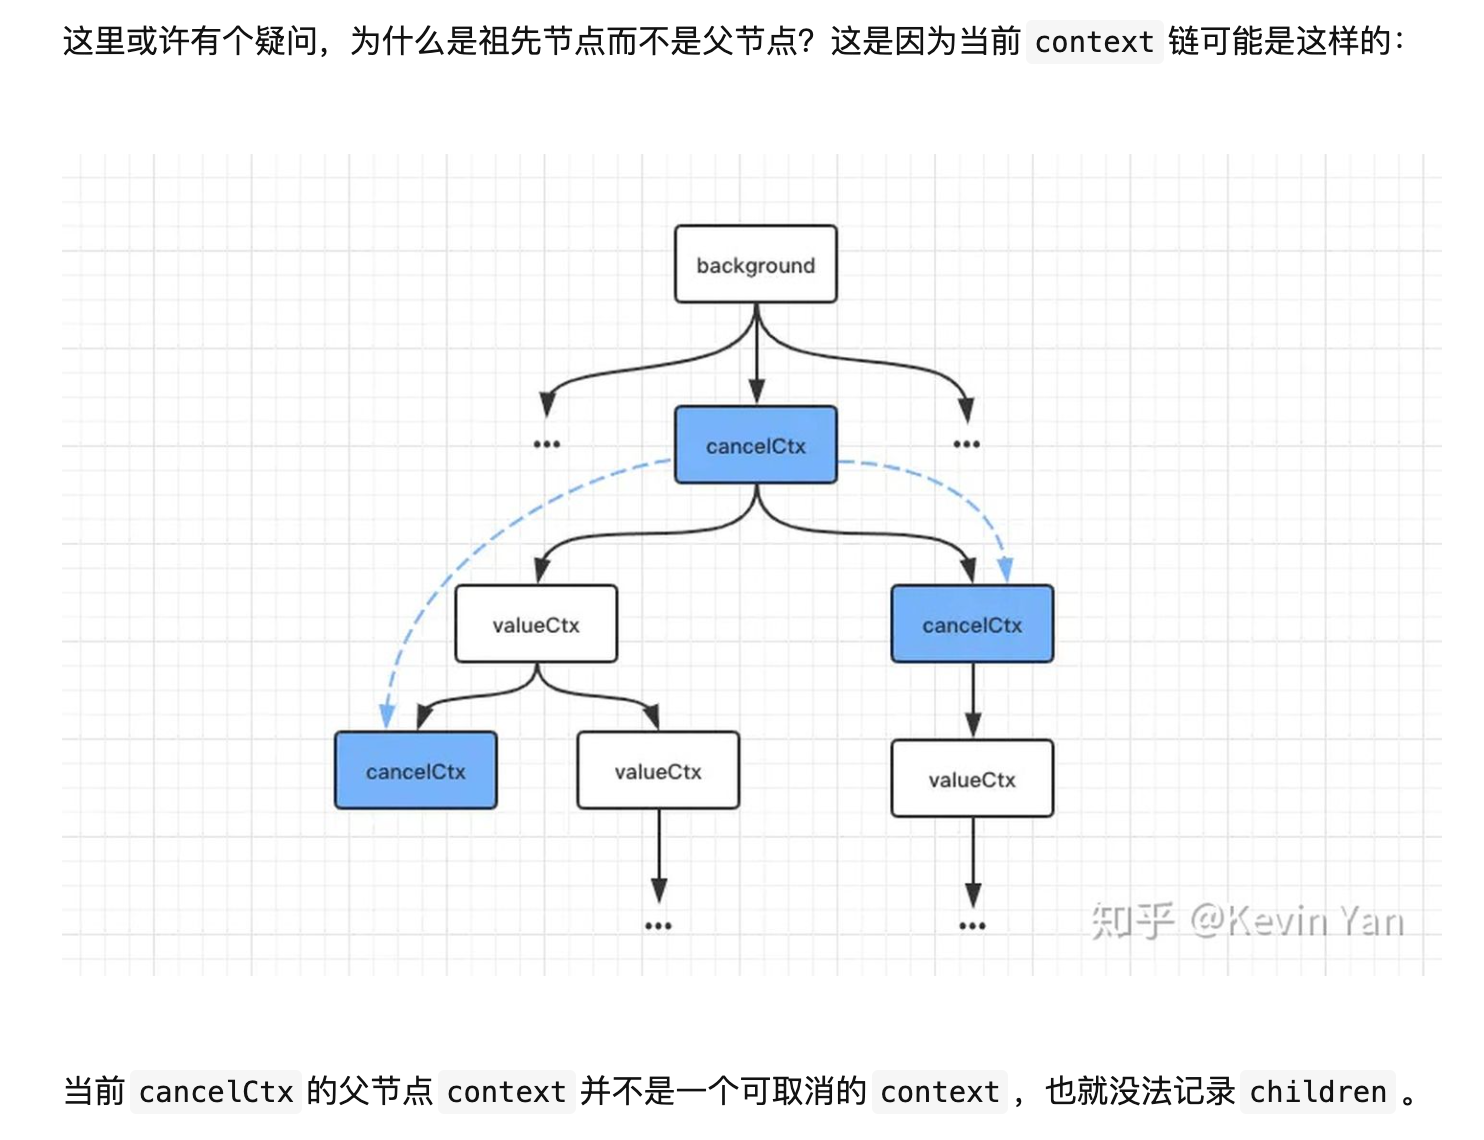 这里或许有个疑问，为什么是祖先节点而不是父节点？这是因为当前 context 链可能是这样的：
background
... ...
cancelCtx
valueCtx cancelCtx
cancelCtx valueCtx valueCtx
... ...
知乎 @Kevin Yan
当前 cancelCtx 的父节点 context 并不是一个可取消的 context ，也就没法记录 children 。